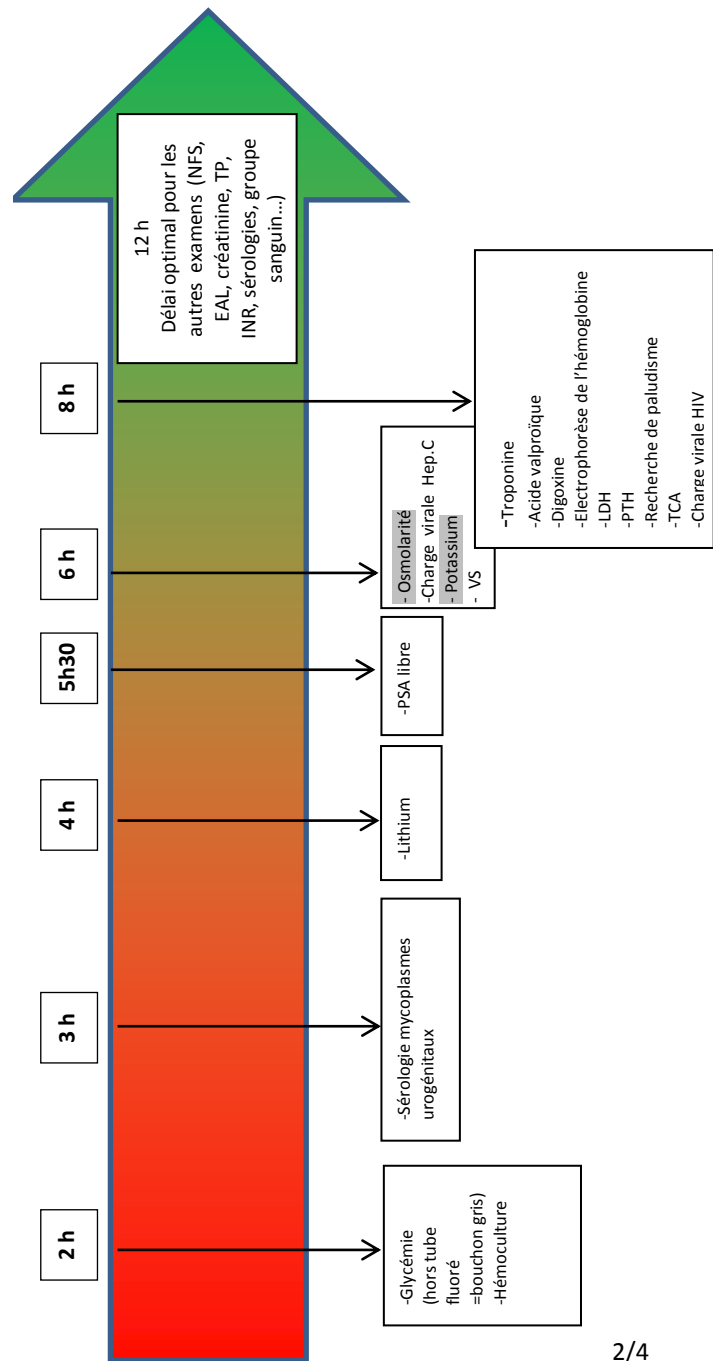 2 h
3 h
4 h
5h30
6 h
8 h
12 h
Délai optimal pour les
autres examens (NFS,
EAL, créatinine, TP,
INR, sérologies, groupe
sanguin...)
-Glycémie
(hors tube
fluoré
=bouchon gris)
-Hémoculture
-Sérologie mycoplasmes
urogénitaux
-Lithium
-PSA libre
- Osmolarité
-Charge virale Hep.C
- Potassium
- VS
-Troponine
-Acide valproïque
-Digoxine
-Electrophorèse de l'hémoglobine
-LDH
-PTH
-Recherche de paludisme
-TCA
-Charge virale HIV
2/4